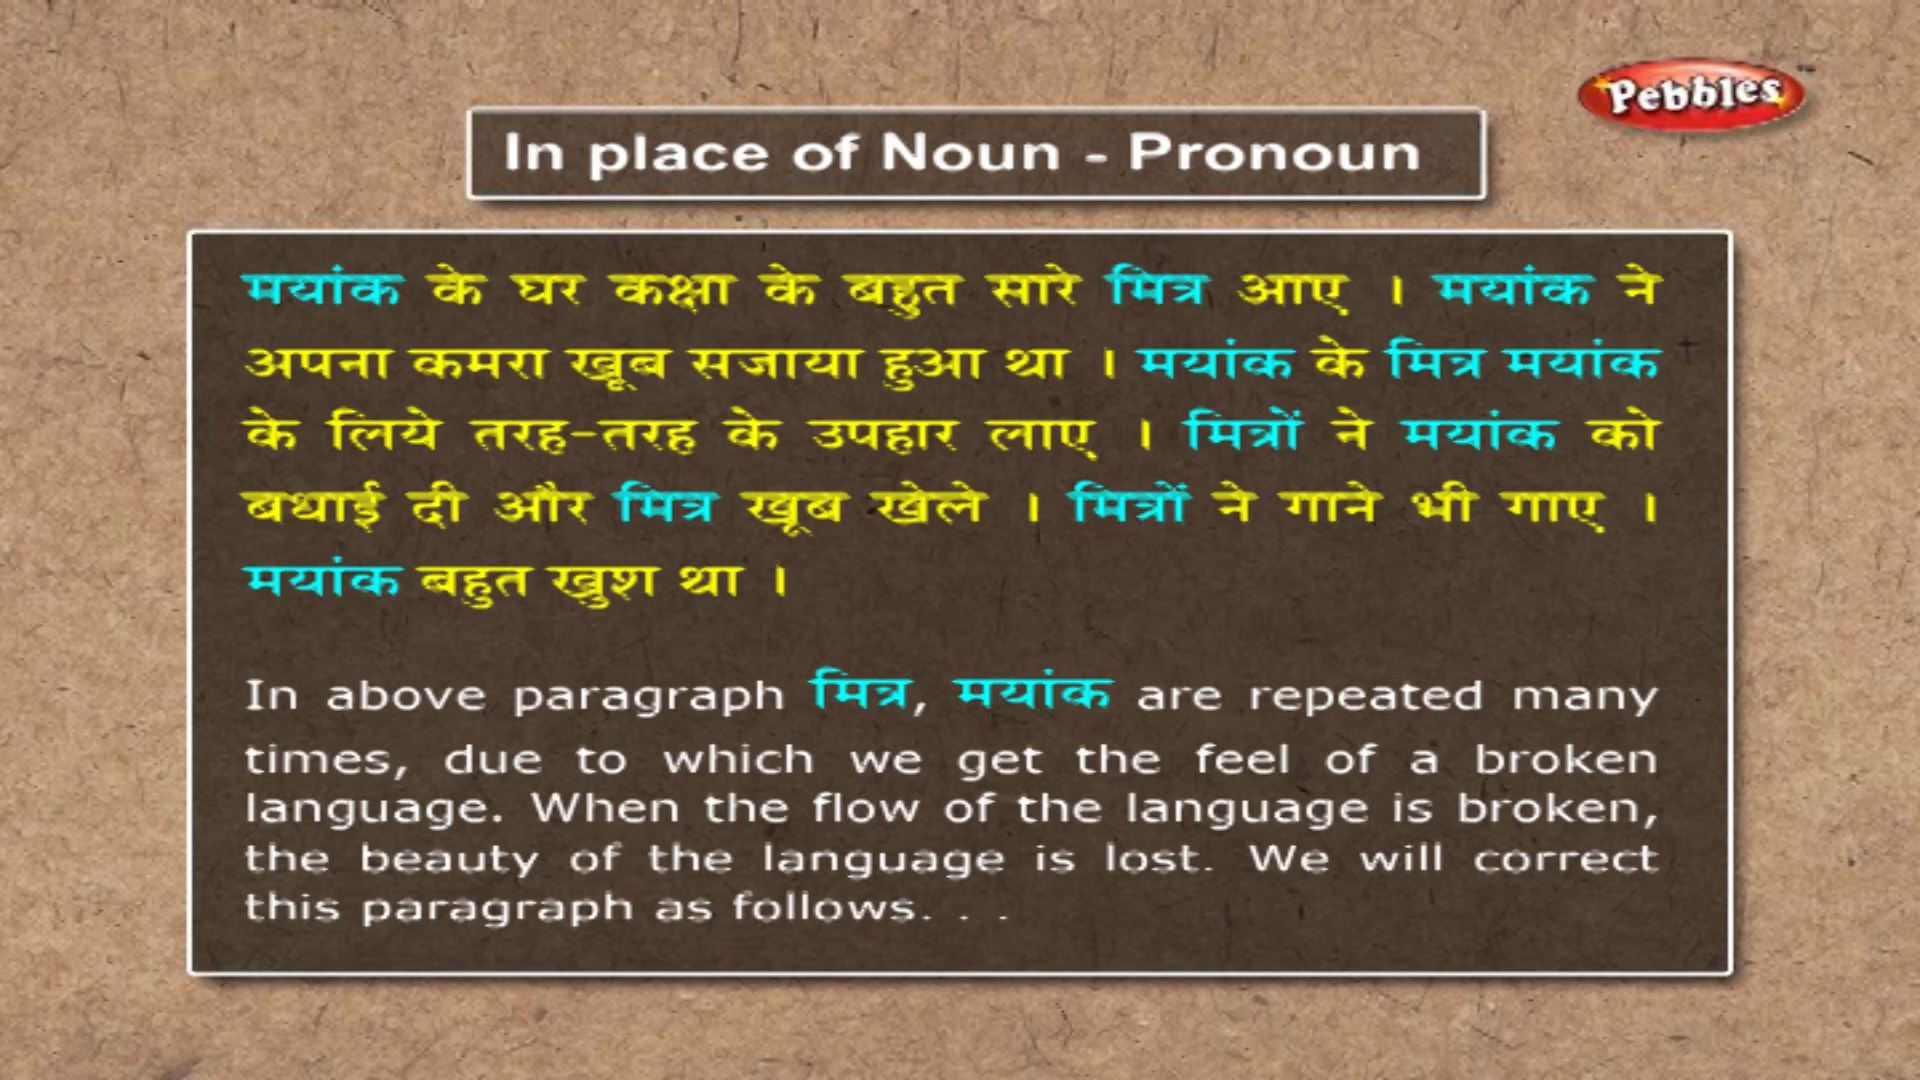 Pebbles
In place of Noun - Pronoun
मयांक के घर कक्षा के बहुत सारे मित्र आए । मयांक ने
अपना कमरा खूब सजाया हुआ था । मयांक के मित्र मयांक
के लिये तरह-तरह के उपहार लाए । मित्रों ने मयांक को
बधाई दी और मित्र खूब खेले । मित्रों ने गाने भी गाए ।
मयांक बहुत खुश था ।
In above paragraph मित्र, मयांक are repeated many
times, due to which we get the feel of a broken
language. When the flow of the language is broken,
the beauty of the language is lost. We will correct
this paragraph as follows. . .